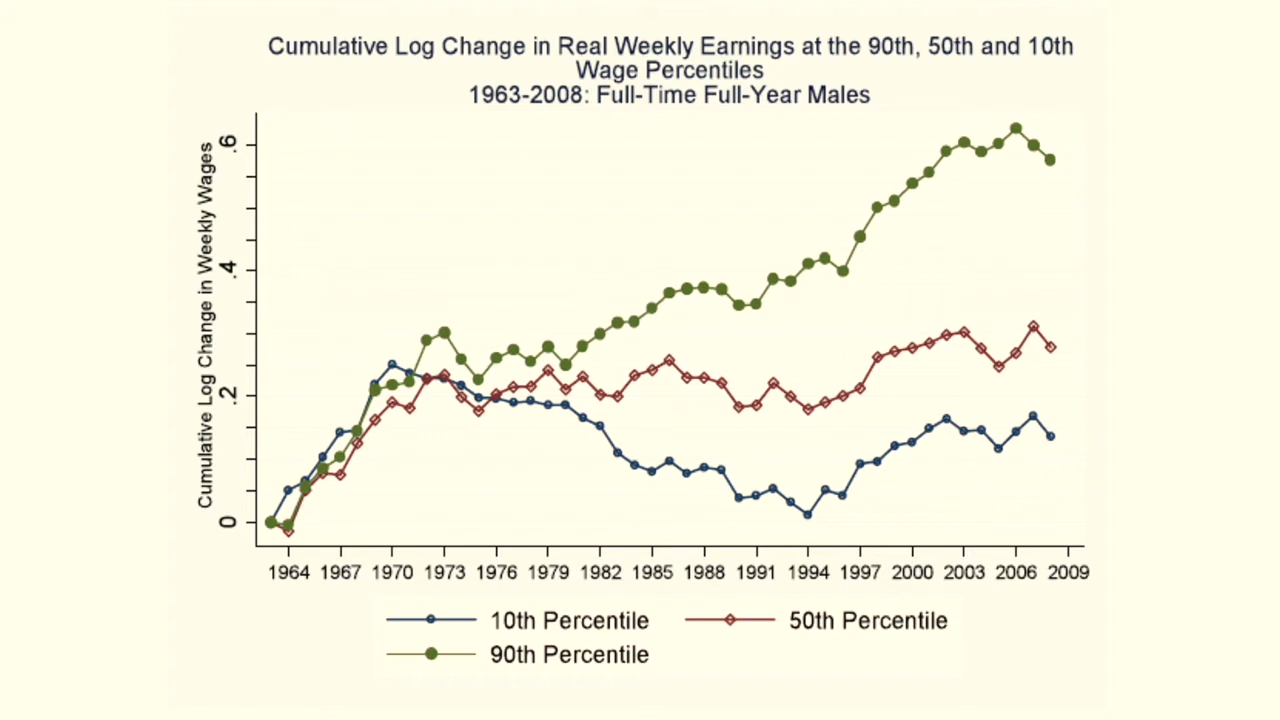 Cumulative Log Change in Real Weekly Earnings at the 90th, 50th and 10th
Wage Percentiles
1963-2008: Full-Time Full-Year Males
Cumulative Log Change in Weekly Wages
.6
.4
.2
0
1964 1967 1970 1973 1976 1979 1982 1985 1988 1991 1994 1997 2000 2003 2006 2009
10th Percentile 50th Percentile
90th Percentile